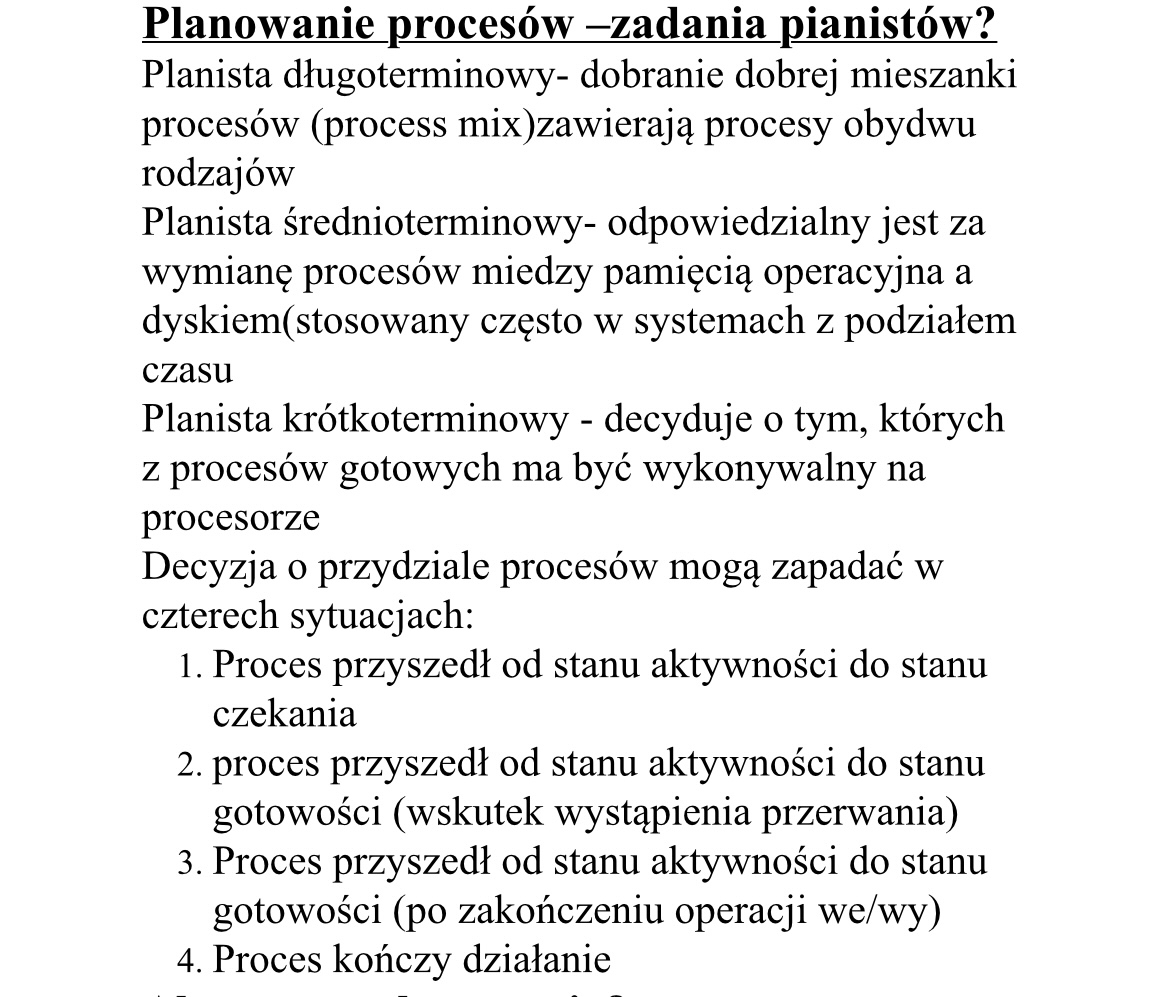 Planowanie procesów –zadania pianistów?
Planista długoterminowy- dobranie dobrej mieszanki
procesów (process mix)zawierają procesy obydwu
rodzajów
Planista średnioterminowy- odpowiedzialny jest za
wymianę procesów miedzy pamięcią operacyjna a
dyskiem(stosowany często w systemach z podziałem
czasu
Planista krótkoterminowy - decyduje o tym, których
z procesów gotowych ma być wykonywalny na
procesorze
Decyzja o przydziale procesów mogą zapadać w
czterech sytuacjach:
1. Proces przyszedł od stanu aktywności do stanu
czekania
2. proces przyszedł od stanu aktywności do stanu
gotowości (wskutek wystąpienia przerwania)
3. Proces przyszedł od stanu aktywności do stanu
gotowości (po zakończeniu operacji we/wy)
4. Proces kończy działanie